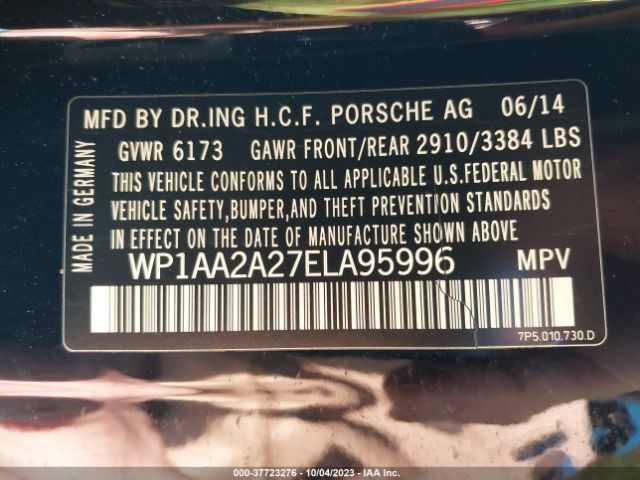 MFD BY DR.ING H.C.F. PORSCHE AG 06/14
GVWR 6173 GAWR FRONT/REAR 2910/3384 LBS
THIS VEHICLE CONFORMS TO ALL APPLICABLE U.S.FEDERAL MOTOR
VEHICLE SAFETY,BUMPER,AND THEFT PREVENTION STANDARDS
IN EFFECT ON THE DATE OF MANUFACTURE SHOWN ABOVE.
MADE IN GERMANY
WP1AA2A27ELA95996 MPV
7P5.010.730.D
000-37723276 - 10/04/2023 - IAA Inc.